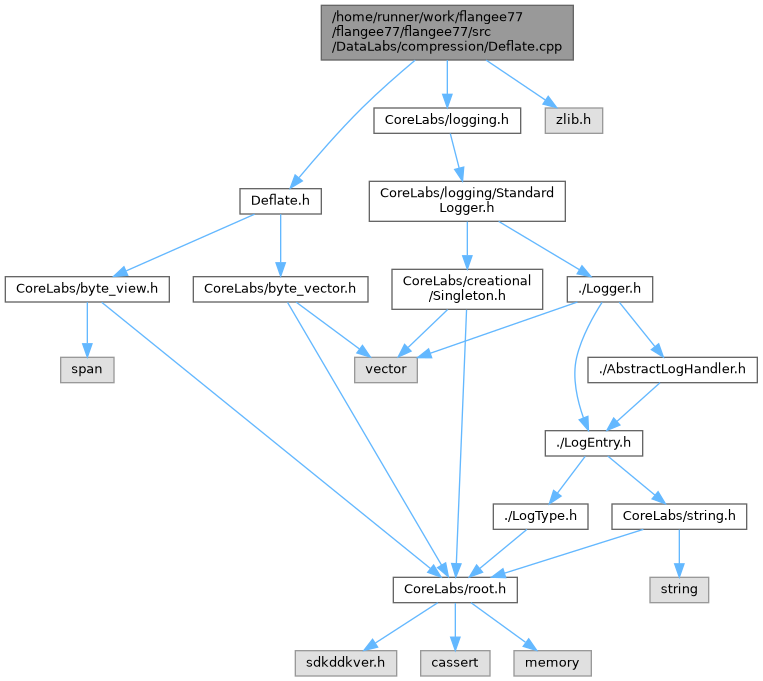 /home/runner/work/flangee77
/flangee77/flangee77/src
/DataLabs/compression/Deflate.cpp
CoreLabs/logging.h
zlib.h
Deflate.h
CoreLabs/logging/Standard
Logger.h
CoreLabs/byte_view.h
CoreLabs/byte_vector.h
CoreLabs/creational
/Singleton.h
./Logger.h
span
vector
./AbstractLogHandler.h
./LogEntry.h
./LogType.h
CoreLabs/string.h
CoreLabs/root.h
string
sdkddkver.h
cassert
memory